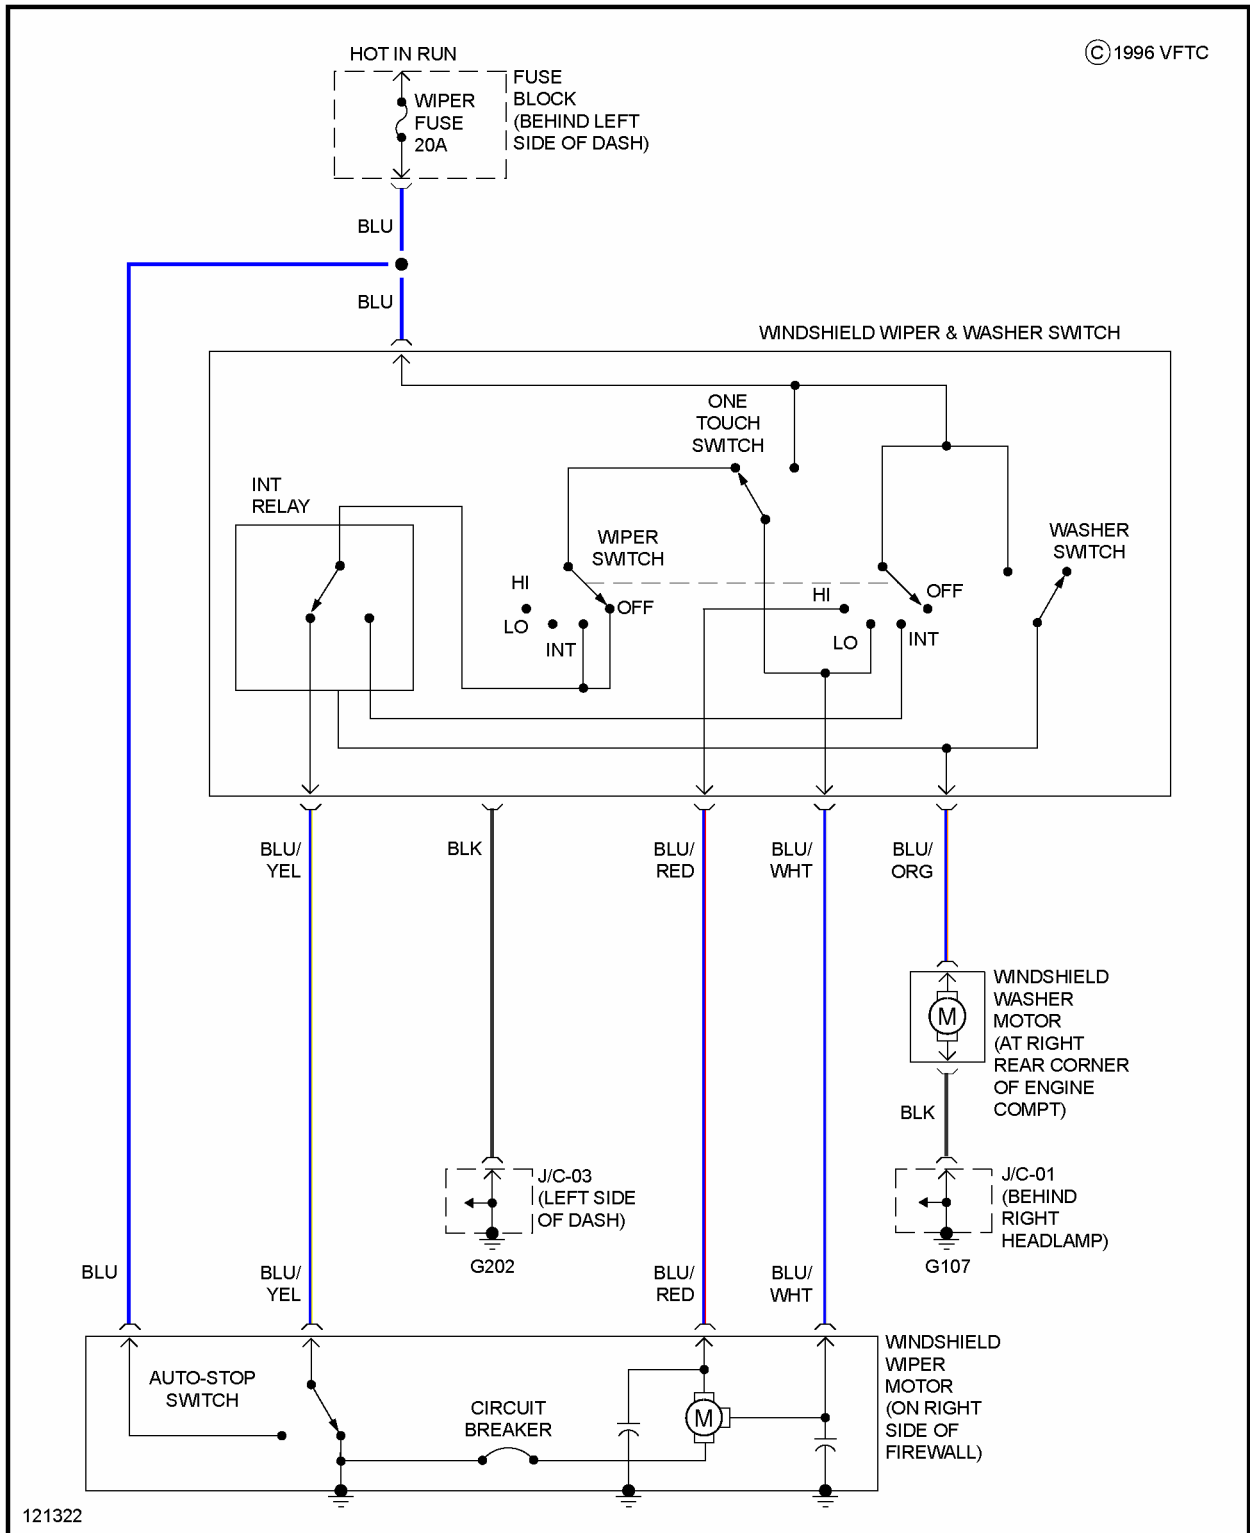 HOT IN RUN
© 1996 VFTC
WIPER
FUSE
20A
FUSE
BLOCK
(BEHIND LEFT
SIDE OF DASH)
BLU
BLU
WINDSHIELD WIPER & WASHER SWITCH
ONE
TOUCH
SWITCH
INT
RELAY
WIPER
SWITCH
WASHER
SWITCH
HI
OFF
LO
INT
HI
OFF
LO
INT
BLU/
YEL
BLK
BLU/
RED
BLU/
WHT
BLU/
ORG
M
WINDSHIELD
WASHER
MOTOR
(AT RIGHT
REAR CORNER
OF ENGINE
COMPT)
BLK
J/C-03
(LEFT SIDE
OF DASH)
G202
J/C-01
(BEHIND
RIGHT
HEADLAMP)
G107
BLU
BLU/
YEL
BLU/
RED
BLU/
WHT
AUTO-STOP
SWITCH
CIRCUIT
BREAKER
M
WINDSHIELD
WIPER
MOTOR
(ON RIGHT
SIDE OF
FIREWALL)
121322